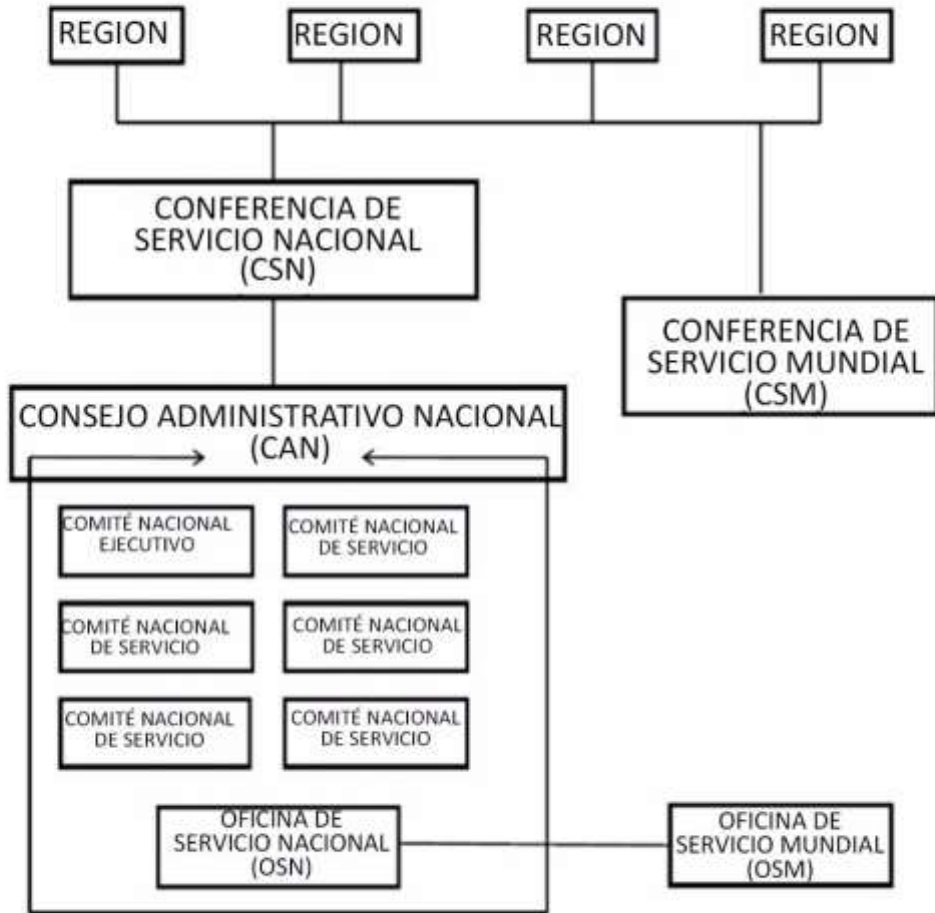 REGION
REGION
REGION
REGION
CONFERENCIA DE
SERVICIO NACIONAL
(CSN)
CONFERENCIA DE
SERVICIO MUNDIAL
(CSM)
CONSEJO ADMINISTRATIVO NACIONAL
(CAN)
COMITÉ NACIONAL
EJECUTIVO
COMITÉ NACIONAL
DE SERVICIO
COMITÉ NACIONAL
DE SERVICIO
COMITÉ NACIONAL
DE SERVICIO
COMITÉ NACIONAL
DE SERVICIO
COMITÉ NACIONAL
DE SERVICIO
OFICINA DE
SERVICIO NACIONAL
(OSN)
OFICINA DE
SERVICIO MUNDIAL
(OSM)